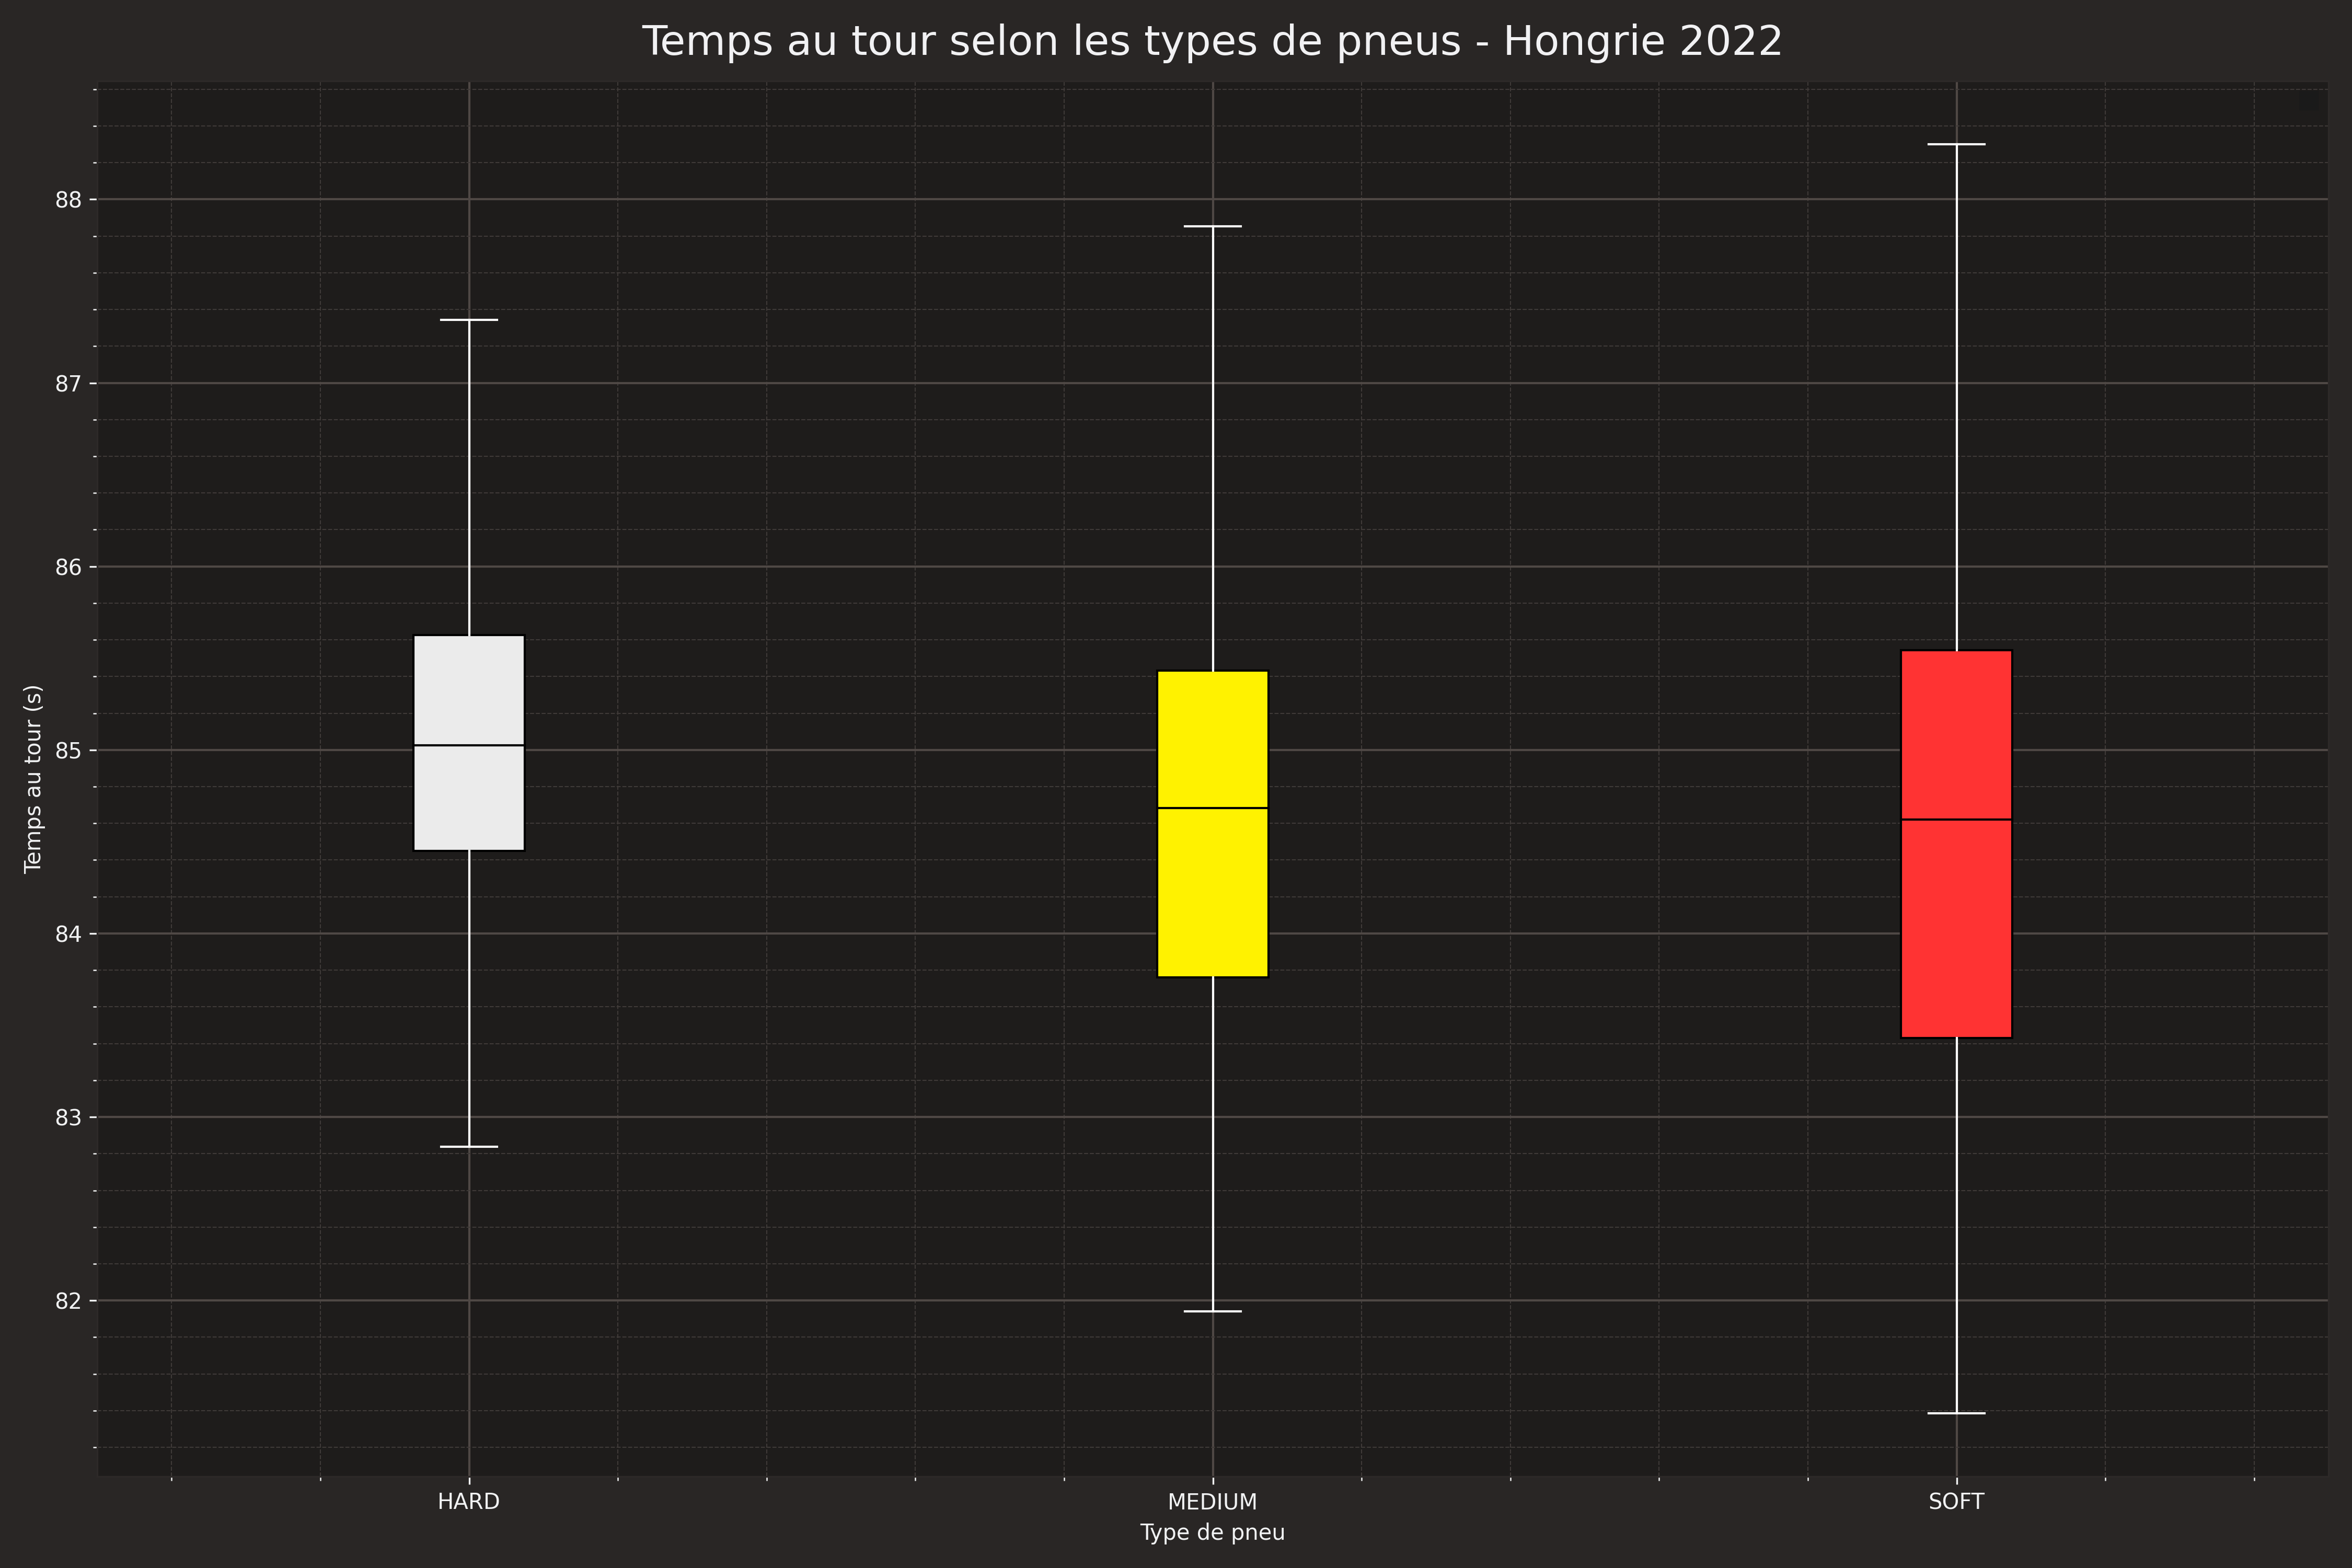 Temps au tour selon les types de pneus - Hongrie 2022
Temps au tour (s)
88
87
86
85
84
83
82
HARD
MEDIUM
SOFT
Type de pneu